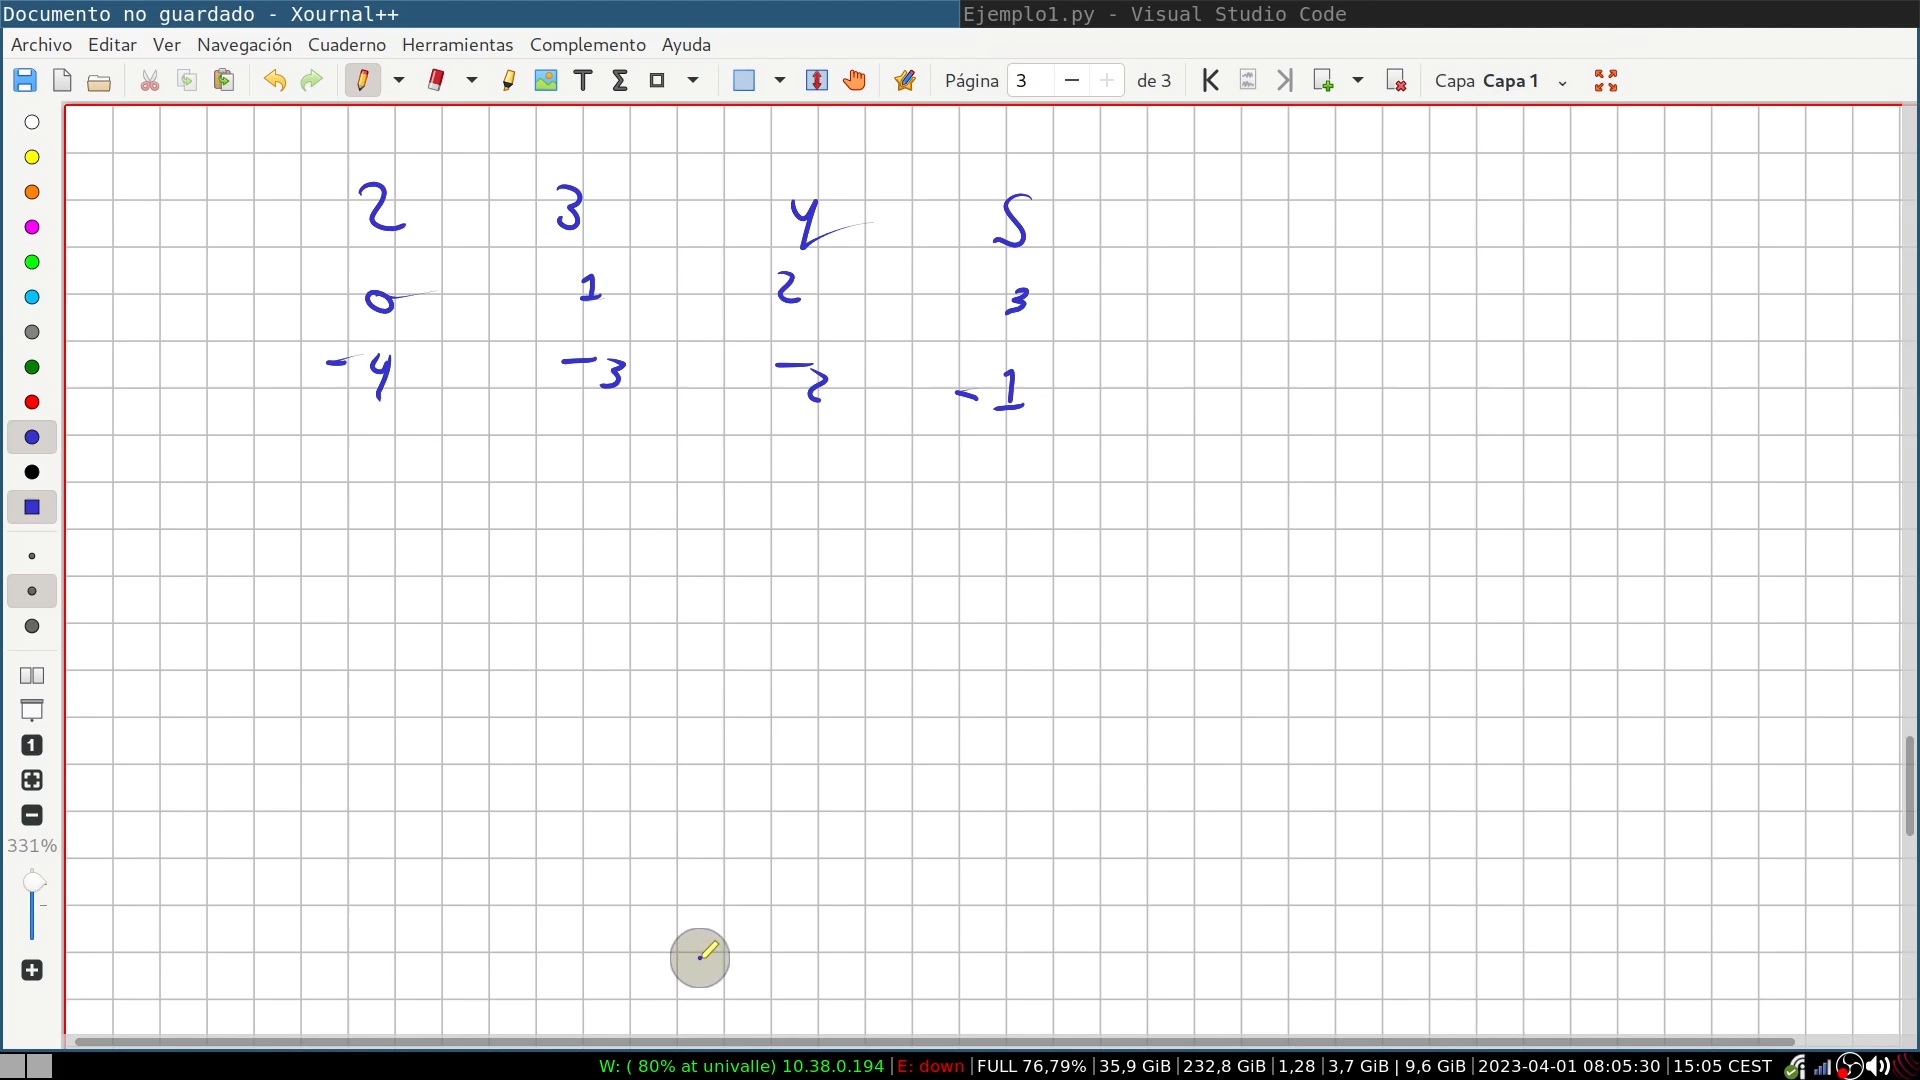 Documento no guardado - Xournal++
Ejemplo1.py - Visual Studio Code
Archivo Editar Ver Navegación Cuaderno Herramientas Complemento Ayuda
Página 3 de 3 Capa Capa 1
2 3 4 5
0 1 2 3
-4 -3 -2 -1
331%
W: ( 80% at univalle) 10.38.0.194 |E: down |FULL 76,79% |35,9 GiB |232,8 GiB |1,28 |3,7 GiB | 9,6 GiB |2023-04-01 08:05:30 |15:05 CEST